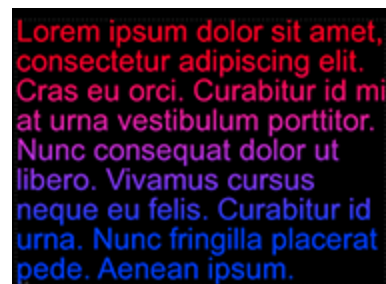 Lorem ipsum dolor sit amet,
consectetur adipiscing elit.
Cras eu orci. Curabitur id mi
at urna vestibulum porttitor.
Nunc consequat dolor ut
libero. Vivamus cursus
neque eu felis. Curabitur id
urna. Nunc fringilla placerat
pede. Aenean ipsum.